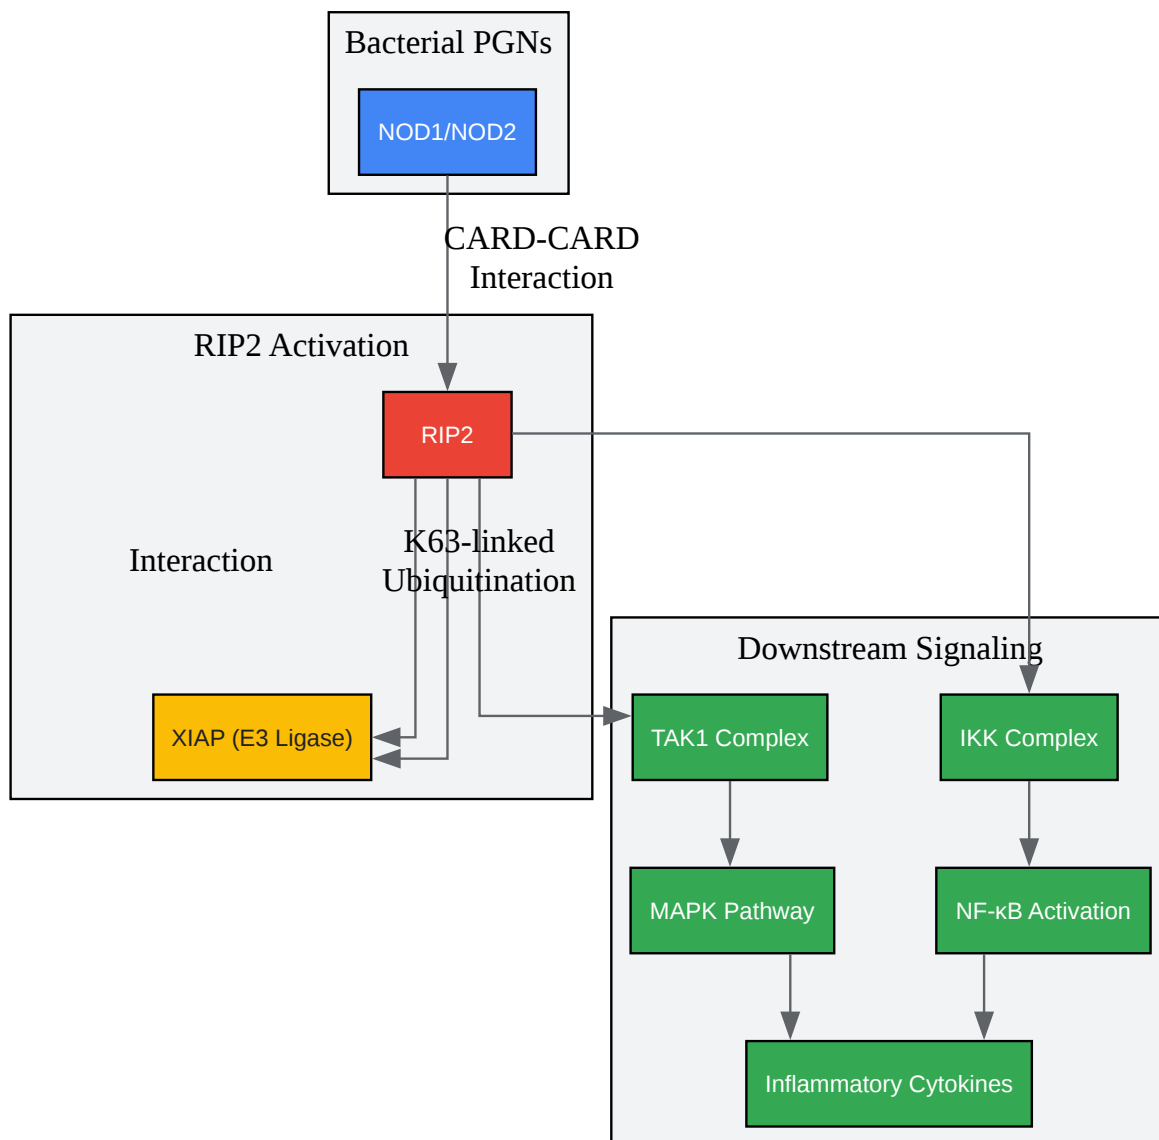 Bacterial PGNs
NOD1/NOD2
CARD-CARD
Interaction
RIP2 Activation
RIP2
Interaction
K63-linked
Ubiquitination
XIAP (E3 Ligase)
Downstream Signaling
TAK1 Complex
IKK Complex
MAPK Pathway
NF-κB Activation
Inflammatory Cytokines